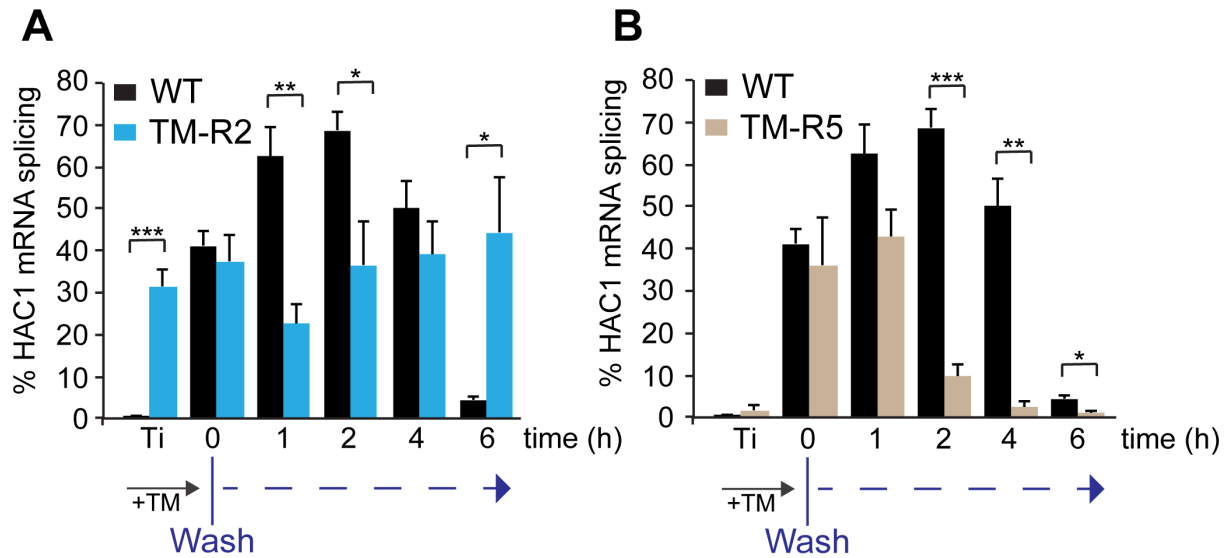 A
% HAC1 mRNA splicing
80
70
60
50
40
30
20
10
0
WT
TM-R2
***
**
*
*
Ti 0 1 2 4 6 time (h)
+TM
Wash
B
% HAC1 mRNA splicing
80
70
60
50
40
30
20
10
0
WT
TM-R5
***
**
*
Ti 0 1 2 4 6 time (h)
+TM
Wash